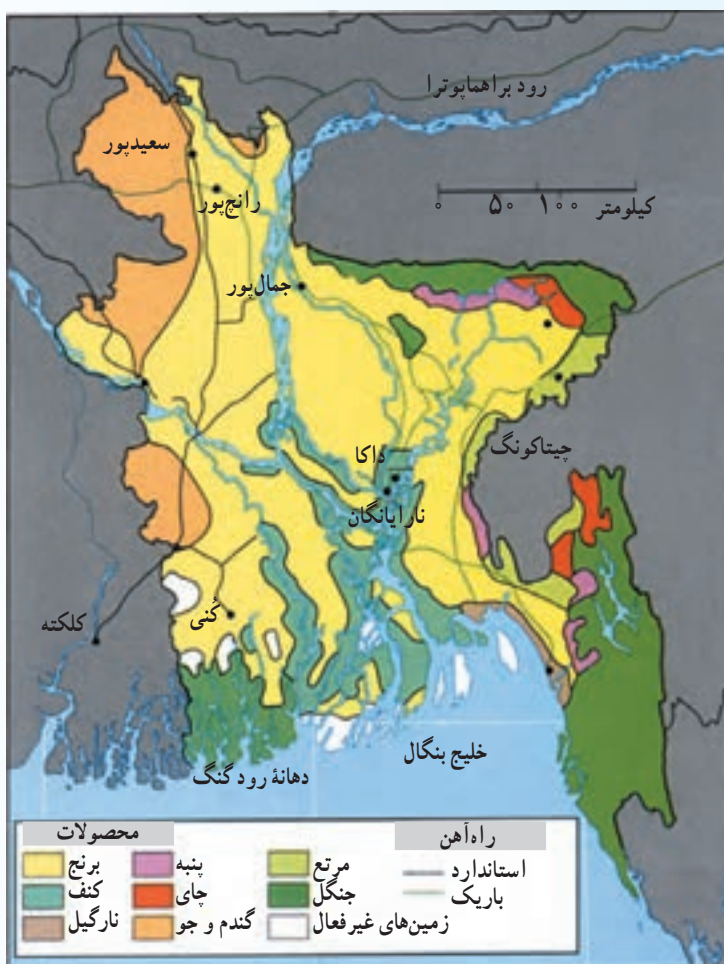 رود براهماپوترا
سعیدپور
رانچ‌پور
۰ ۵۰ ۱۰۰ کیلومتر
جمال‌پور
چیتاکونگ
داکا
نارایانگان
کُنی
کلکته
خلیج بنگال
دهانهٔ رود گنگ
محصولات
برنج
کنف
نارگیل
پنبه
چای
گندم و جو
مرتع
جنگل
زمین‌های غیرفعال
راه‌آهن
استاندارد
باریک